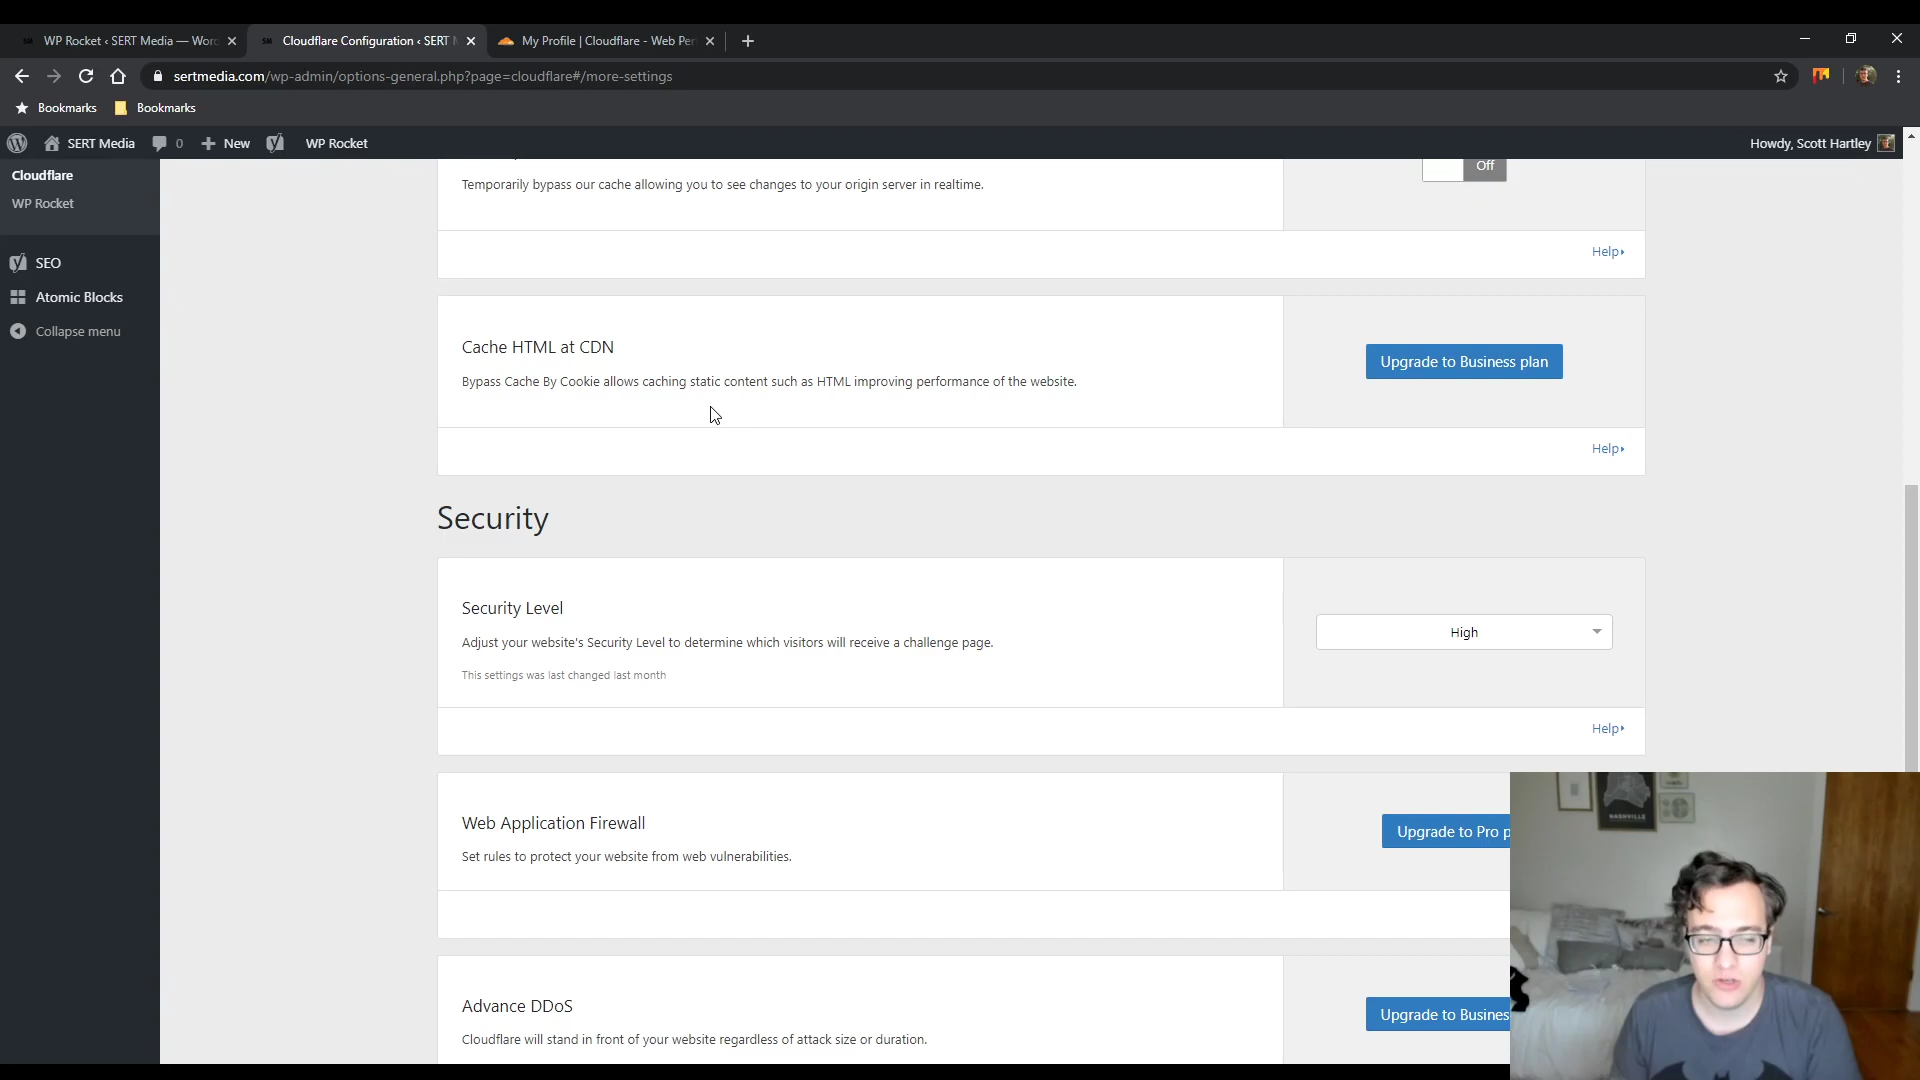 WP Rocket ‹ SERT Media — Wor
Cloudflare Configuration ‹ SERT M
My Profile | Cloudflare - Web Per
sertmedia.com/wp-admin/options-general.php?page=cloudflare#/more-settings
Bookmarks
Bookmarks
SERT Media
0
New
WP Rocket
Howdy, Scott Hartley
Cloudflare
WP Rocket
SEO
Atomic Blocks
Collapse menu
Off
Temporarily bypass our cache allowing you to see changes to your origin server in realtime.
Help
Cache HTML at CDN
Bypass Cache By Cookie allows caching static content such as HTML improving performance of the website.
Upgrade to Business plan
Help
Security
Security Level
Adjust your website's Security Level to determine which visitors will receive a challenge page.
This settings was last changed last month
High
Help
Web Application Firewall
Set rules to protect your website from web vulnerabilities.
Upgrade to Pro p
Advance DDoS
Cloudflare will stand in front of your website regardless of attack size or duration.
Upgrade to Busines
NASHVILLE